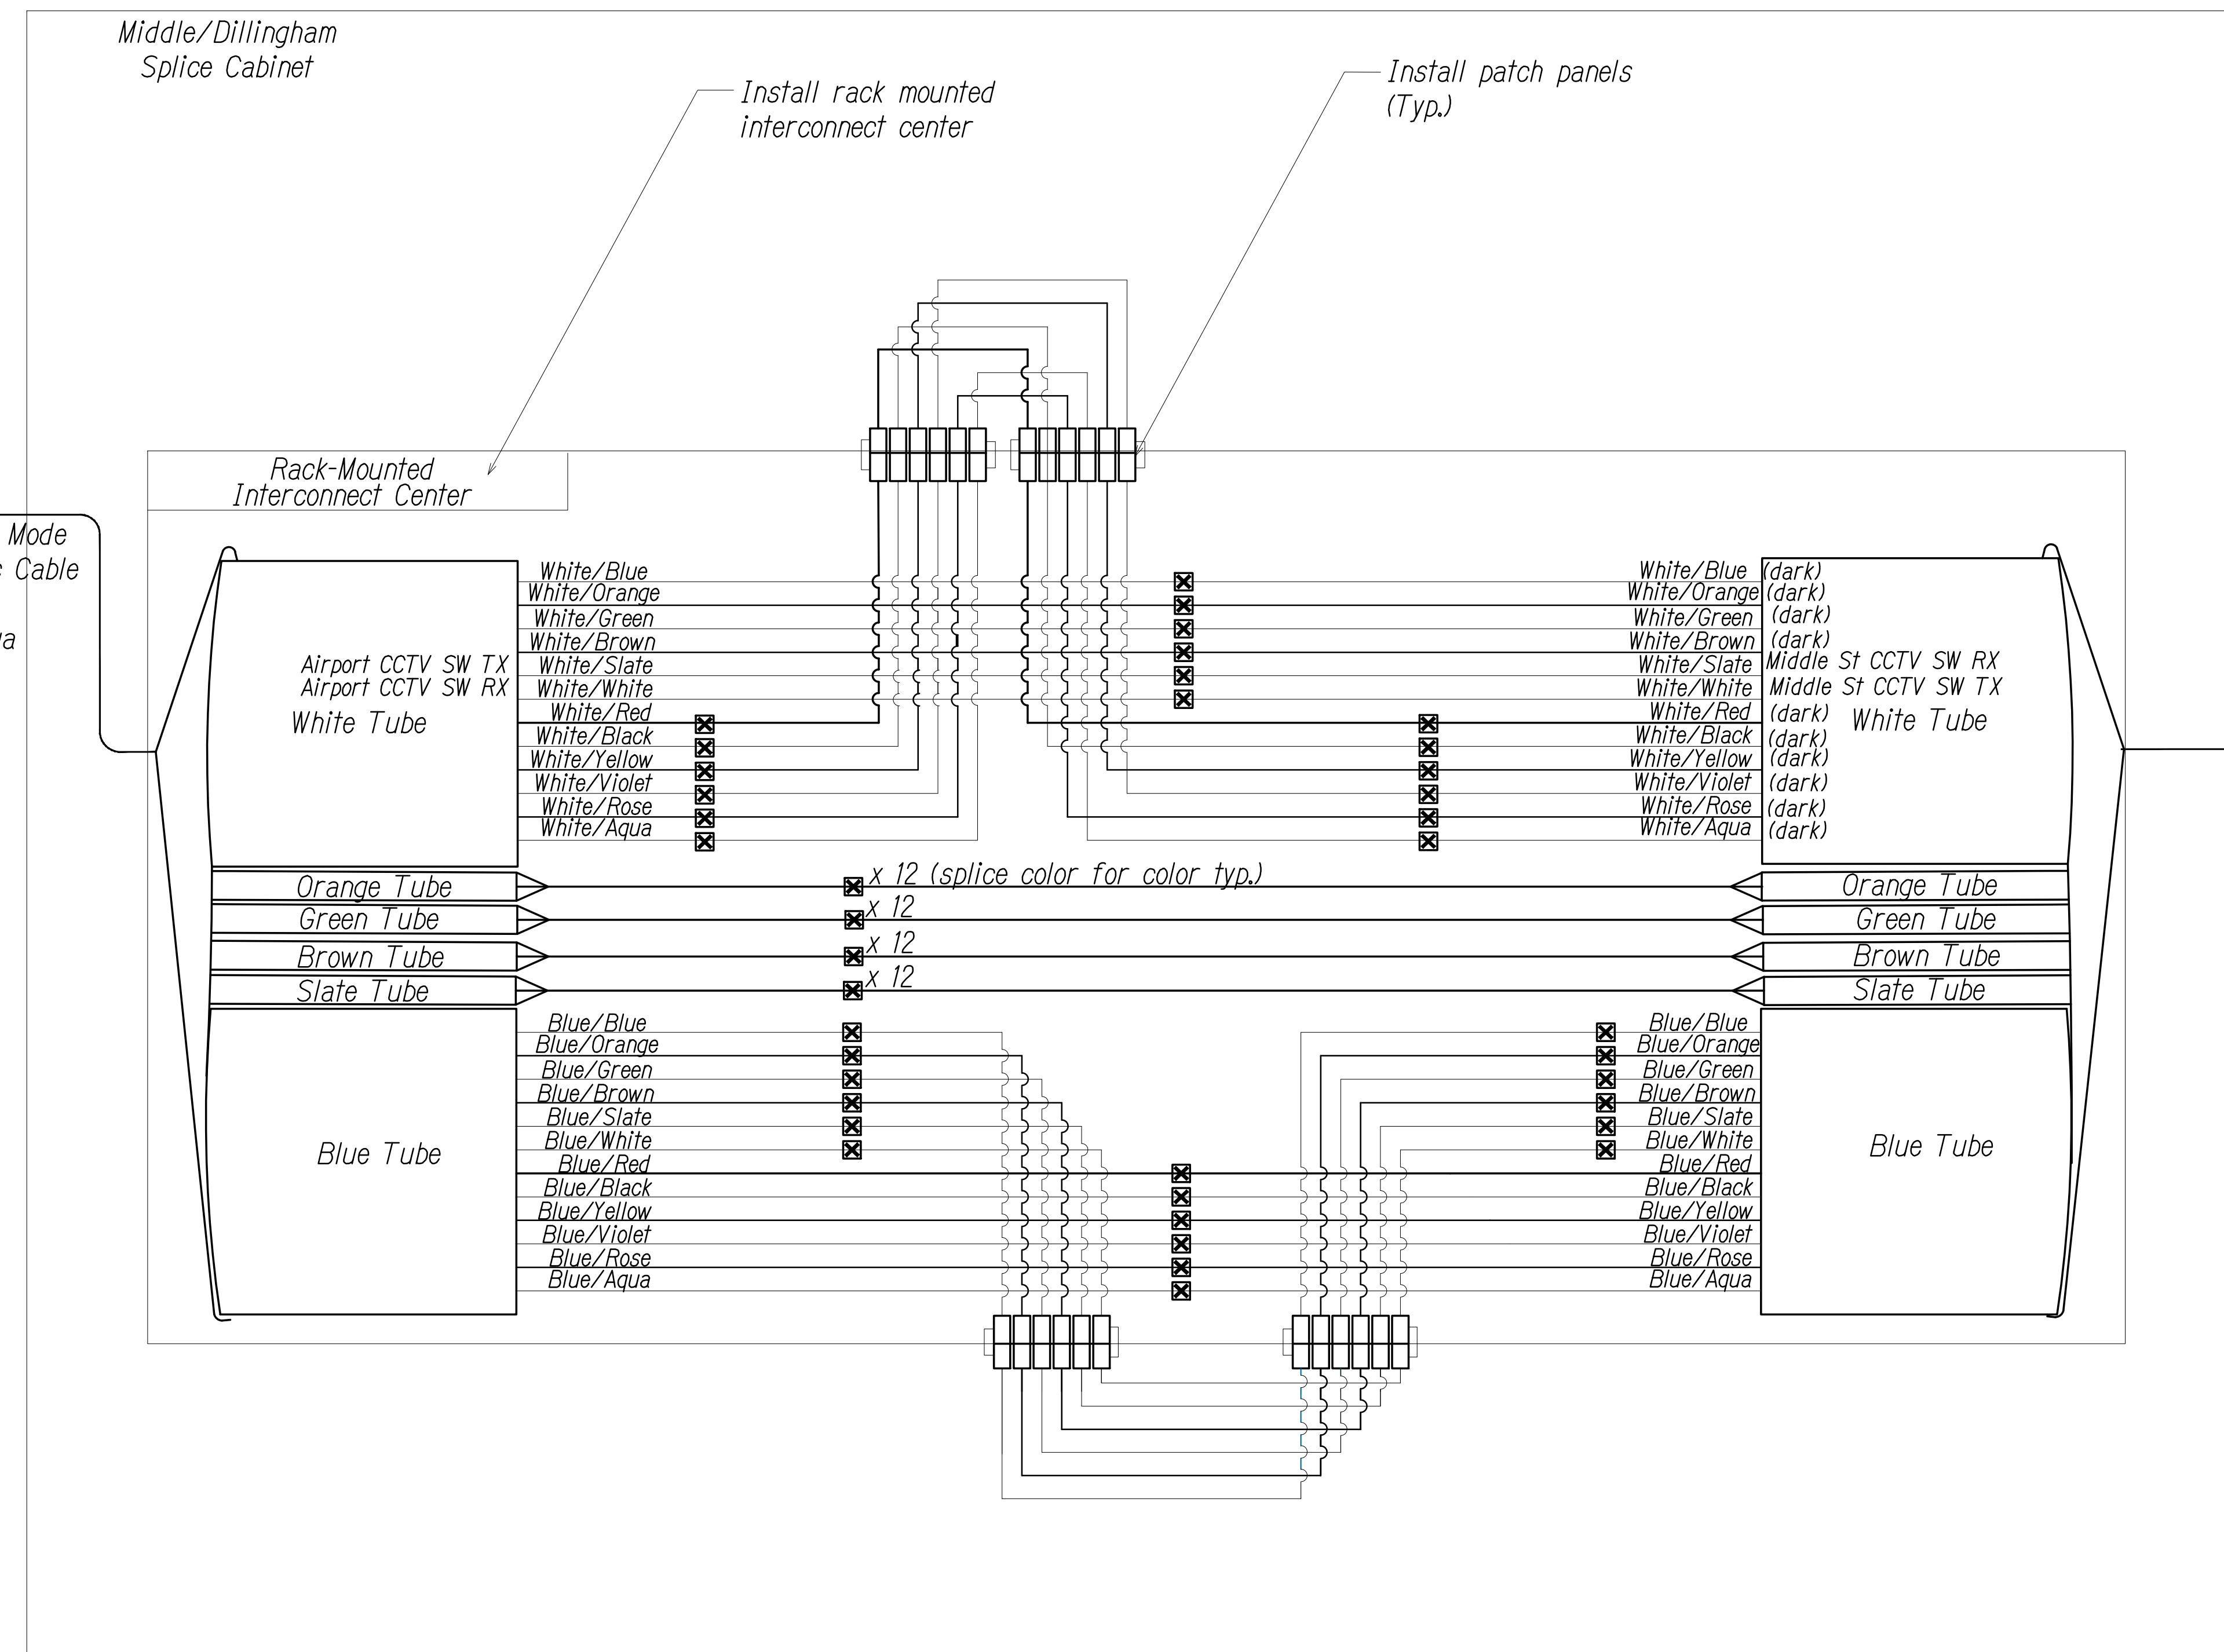 Middle/Dillingham
Splice Cabinet
Install rack mounted
interconnect center
Install patch panels
(Typ.)
Rack-Mounted
Interconnect Center
Mode
Cable
White Tube
Airport CCTV SW TX
Airport CCTV SW RX
White/Blue
White/Orange
White/Green
White/Brown
White/Slate
White/White
White/Red
White/Black
White/Yellow
White/Violet
White/Rose
White/Aqua
White/Blue (dark)
White/Orange (dark)
White/Green (dark)
White/Brown (dark)
White/Slate Middle St CCTV SW RX
White/White Middle St CCTV SW TX
White/Red (dark)
White/Black (dark)
White/Yellow (dark)
White/Violet (dark)
White/Rose (dark)
White/Aqua (dark)
White Tube
Orange Tube x 12 (splice color for color typ.) Orange Tube
Green Tube x 12 Green Tube
Brown Tube x 12 Brown Tube
Slate Tube x 12 Slate Tube
Blue Tube
Blue/Blue
Blue/Orange
Blue/Green
Blue/Brown
Blue/Slate
Blue/White
Blue/Red
Blue/Black
Blue/Yellow
Blue/Violet
Blue/Rose
Blue/Aqua
Blue/Blue
Blue/Orange
Blue/Green
Blue/Brown
Blue/Slate
Blue/White
Blue/Red
Blue/Black
Blue/Yellow
Blue/Violet
Blue/Rose
Blue/Aqua
Blue Tube